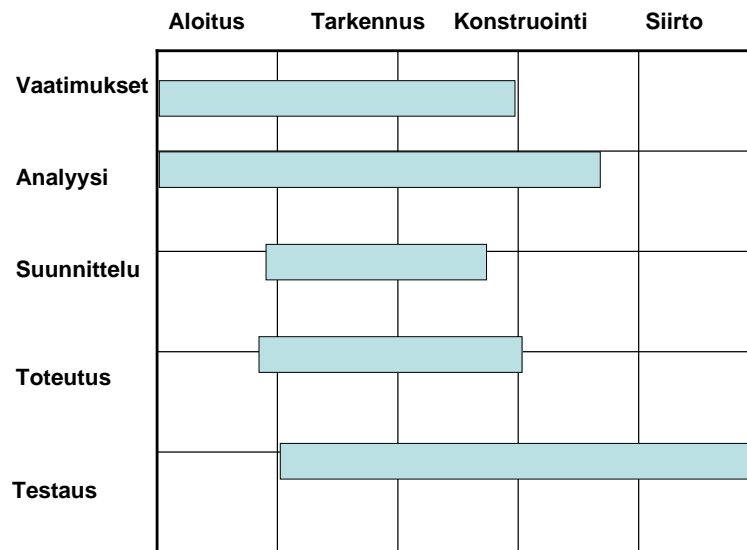 Aloitus Tarkennus Konstruointi Siirto
Vaatimukset
Analyysi
Suunnittelu
Toteutus
Testaus